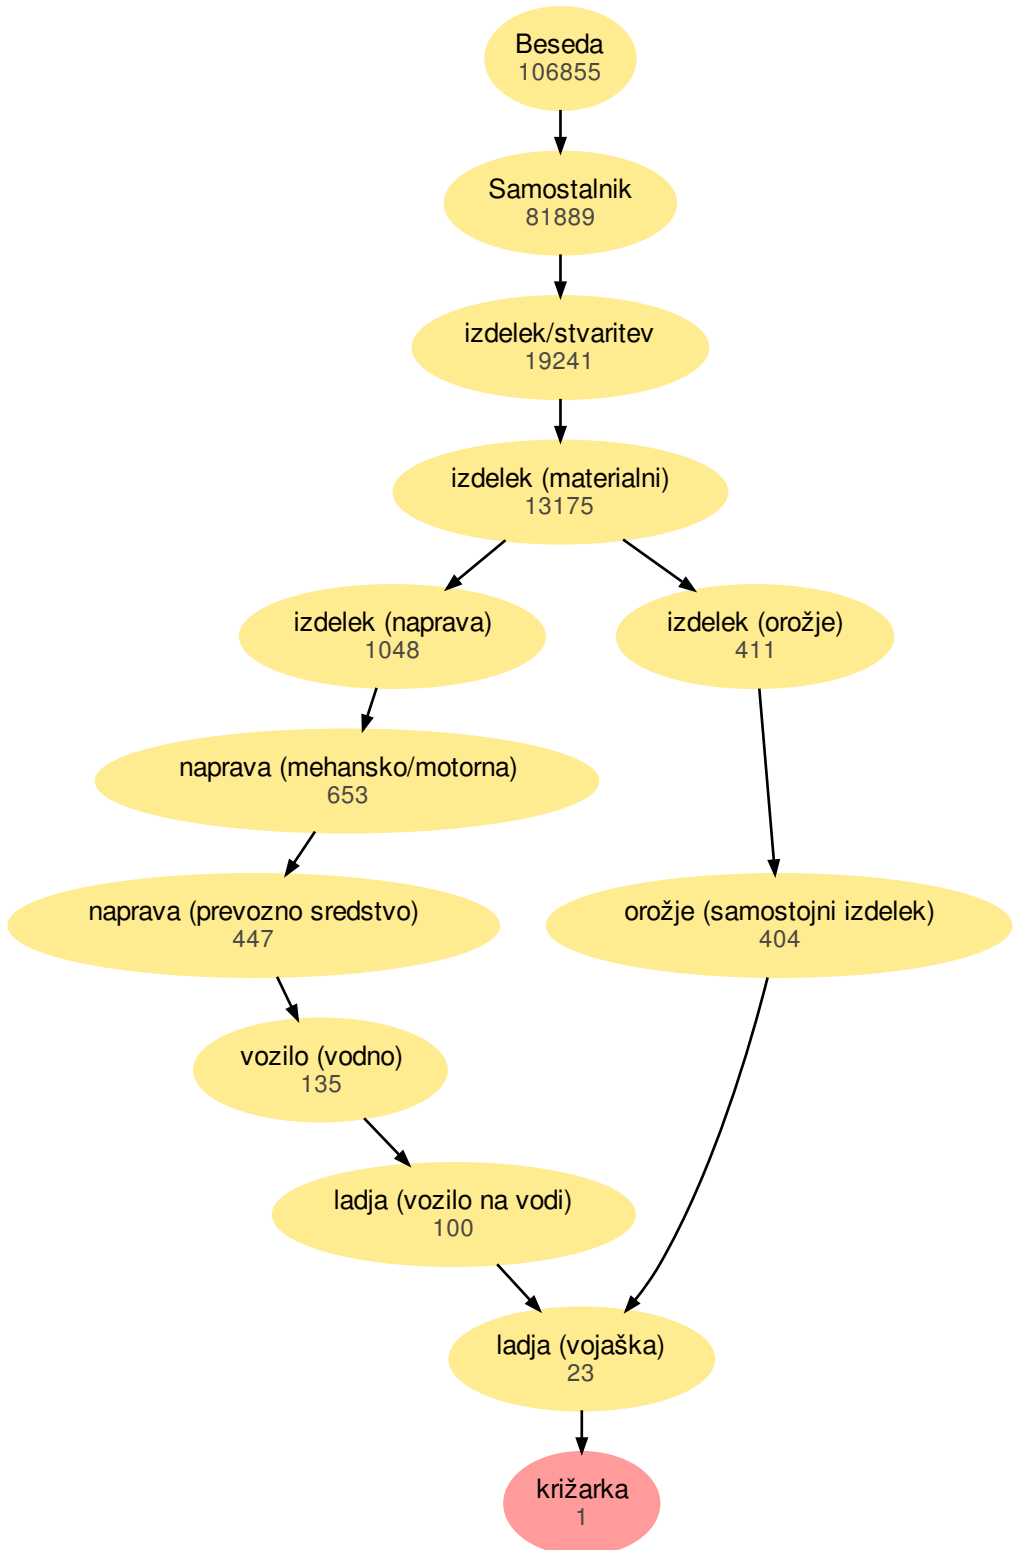 Beseda
106855
Samostalnik
81889
izdelek/stvaritev
19241
izdelek (materialni)
13175
izdelek (naprava)
1048
izdelek (orožje)
411
naprava (mehansko/motorna)
653
naprava (prevozno sredstvo)
447
orožje (samostojni izdelek)
404
vozilo (vodno)
135
ladja (vozilo na vodi)
100
ladja (vojaška)
23
križarka
1